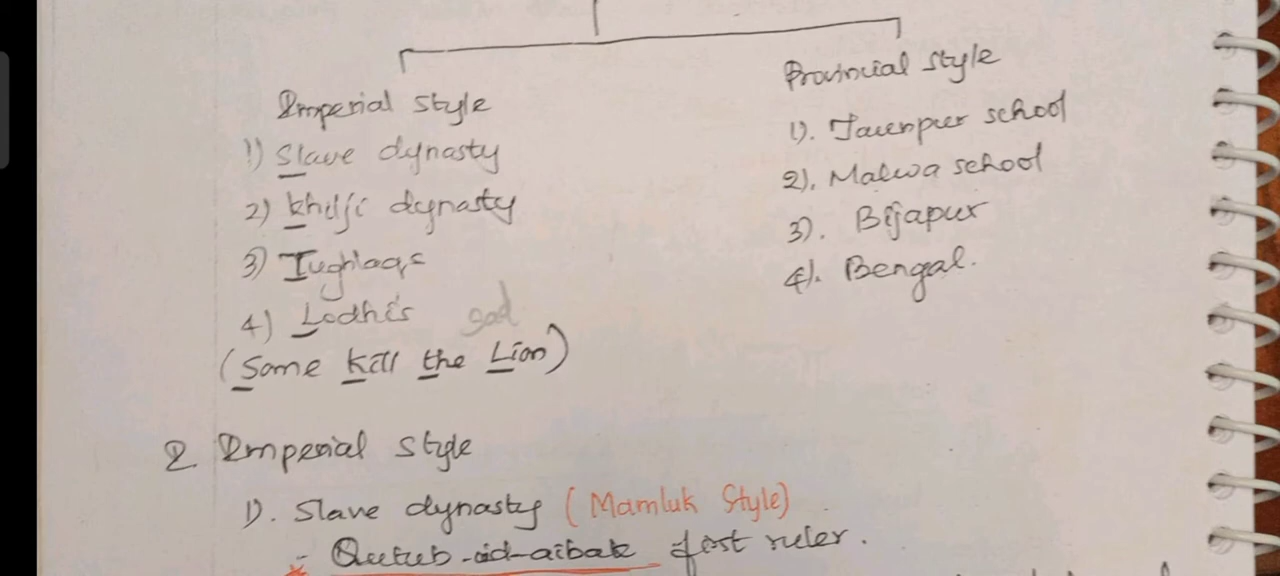 Imperial style
1) Slave dynasty
2) khilji dynasty
3) Tughlaqs
4) Lodhi's sad
(Some kill the Lion)
Provincial style
1). Jaunpur school
2). Malwa school
3). Bijapur
4). Bengal.
2 Imperial style
1). Slave dynasty (Mamluk Style)
- Qutub-ud-aibak first ruler.